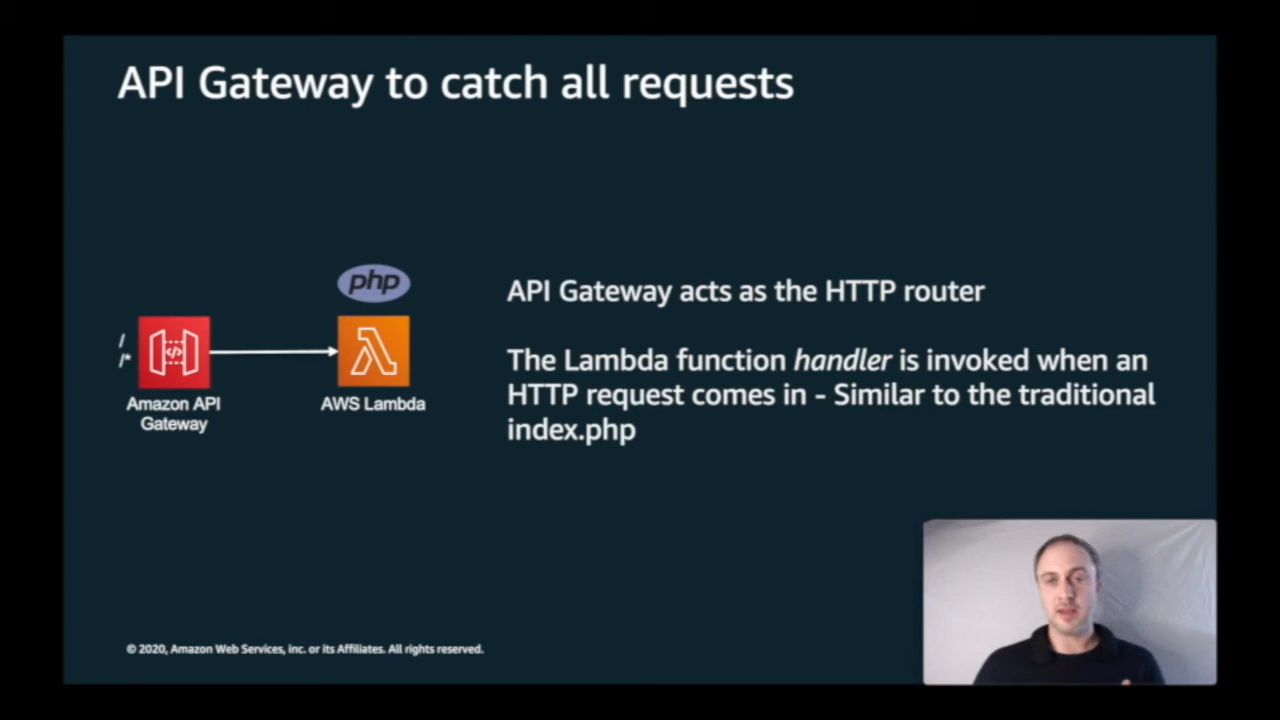 API Gateway to catch all requests
php
API Gateway acts as the HTTP router
/
/*
The Lambda function handler is invoked when an
HTTP request comes in - Similar to the traditional
index.php
Amazon API
Gateway
AWS Lambda
© 2020, Amazon Web Services, inc. or its Affiliates. All rights reserved.